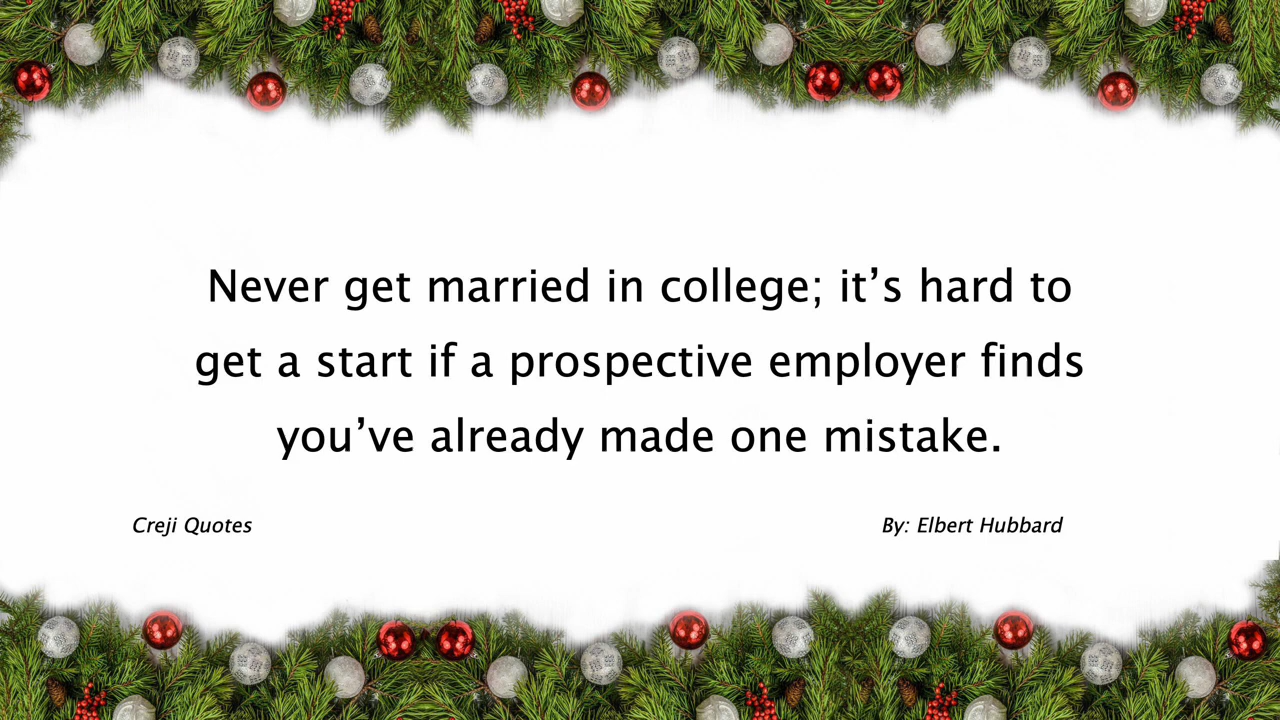 Never get married in college; it’s hard to
get a start if a prospective employer finds
you’ve already made one mistake.
Creji Quotes
By: Elbert Hubbard